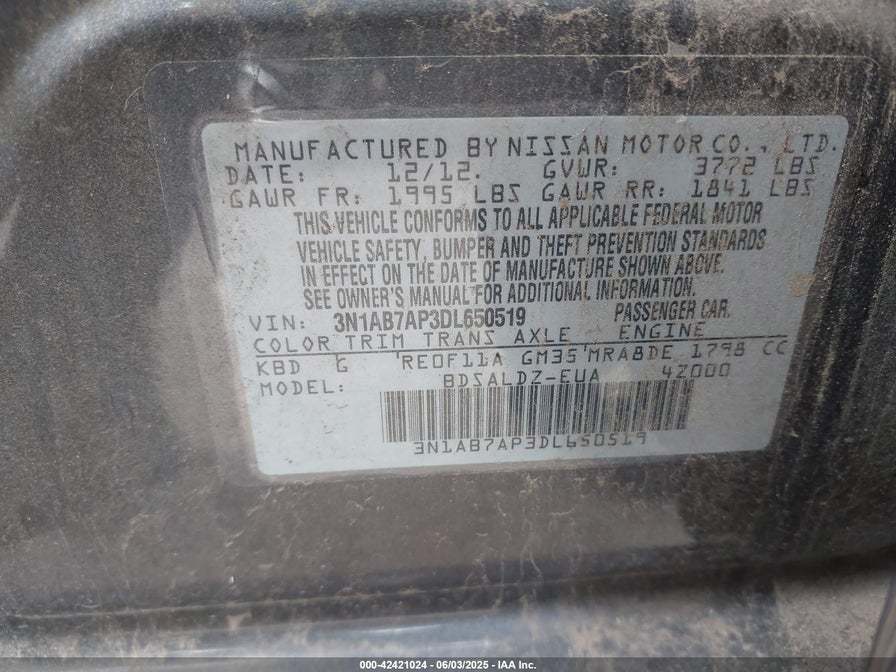 MANUFACTURED BY NISSAN MOTOR CO., LTD.
DATE: 12/12. GVWR: 3772 LBS
GAWR FR: 1995 LBS GAWR RR: 1841 LBS
THIS VEHICLE CONFORMS TO ALL APPLICABLE FEDERAL MOTOR
VEHICLE SAFETY, BUMPER AND THEFT PREVENTION STANDARDS
IN EFFECT ON THE DATE OF MANUFACTURE SHOWN ABOVE.
SEE OWNER'S MANUAL FOR ADDITIONAL INFORMATION.
VIN: 3N1AB7AP3DL650519 PASSENGER CAR.
COLOR TRIM TRANS AXLE ENGINE
KBD G RE0F11A GM35 MRA8DE 1798 CC
MODEL: BDSALDZ-EUA 4Z000
3N1AB7AP3DL650519
000-42421024 | 06/03/2025 - IAA Inc.